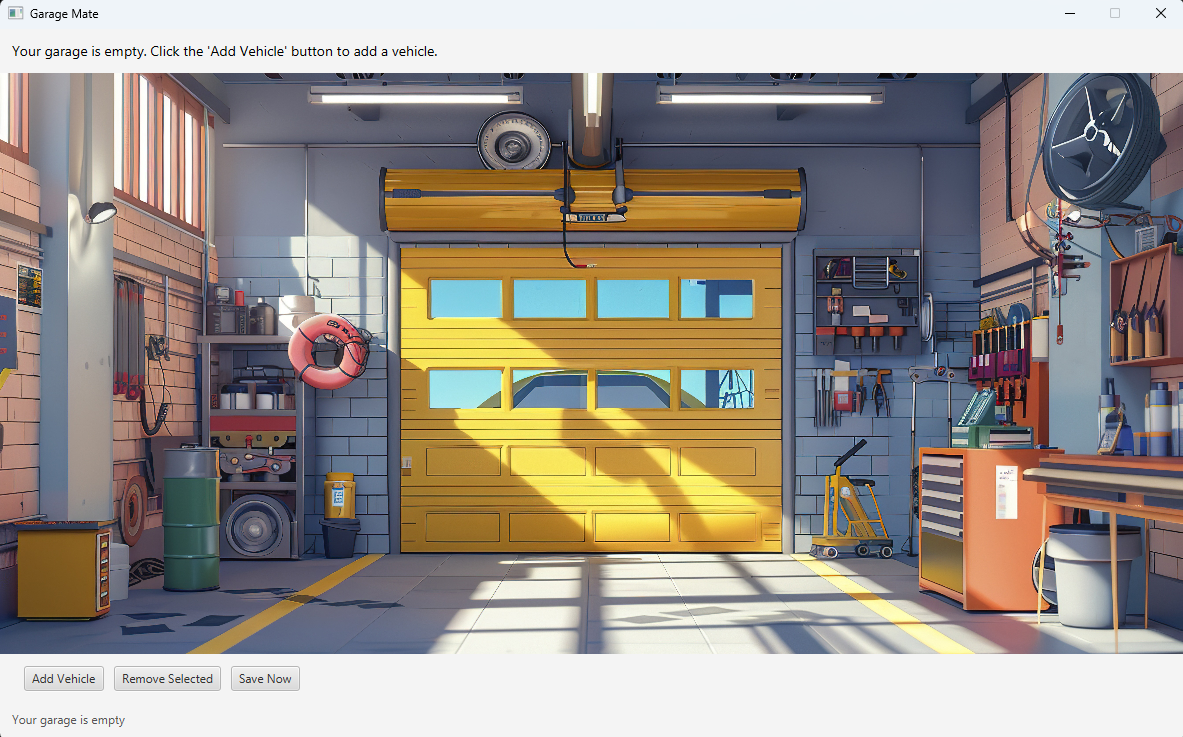 Garage Mate
Your garage is empty. Click the 'Add Vehicle' button to add a vehicle.
Add Vehicle
Remove Selected
Save Now
Your garage is empty